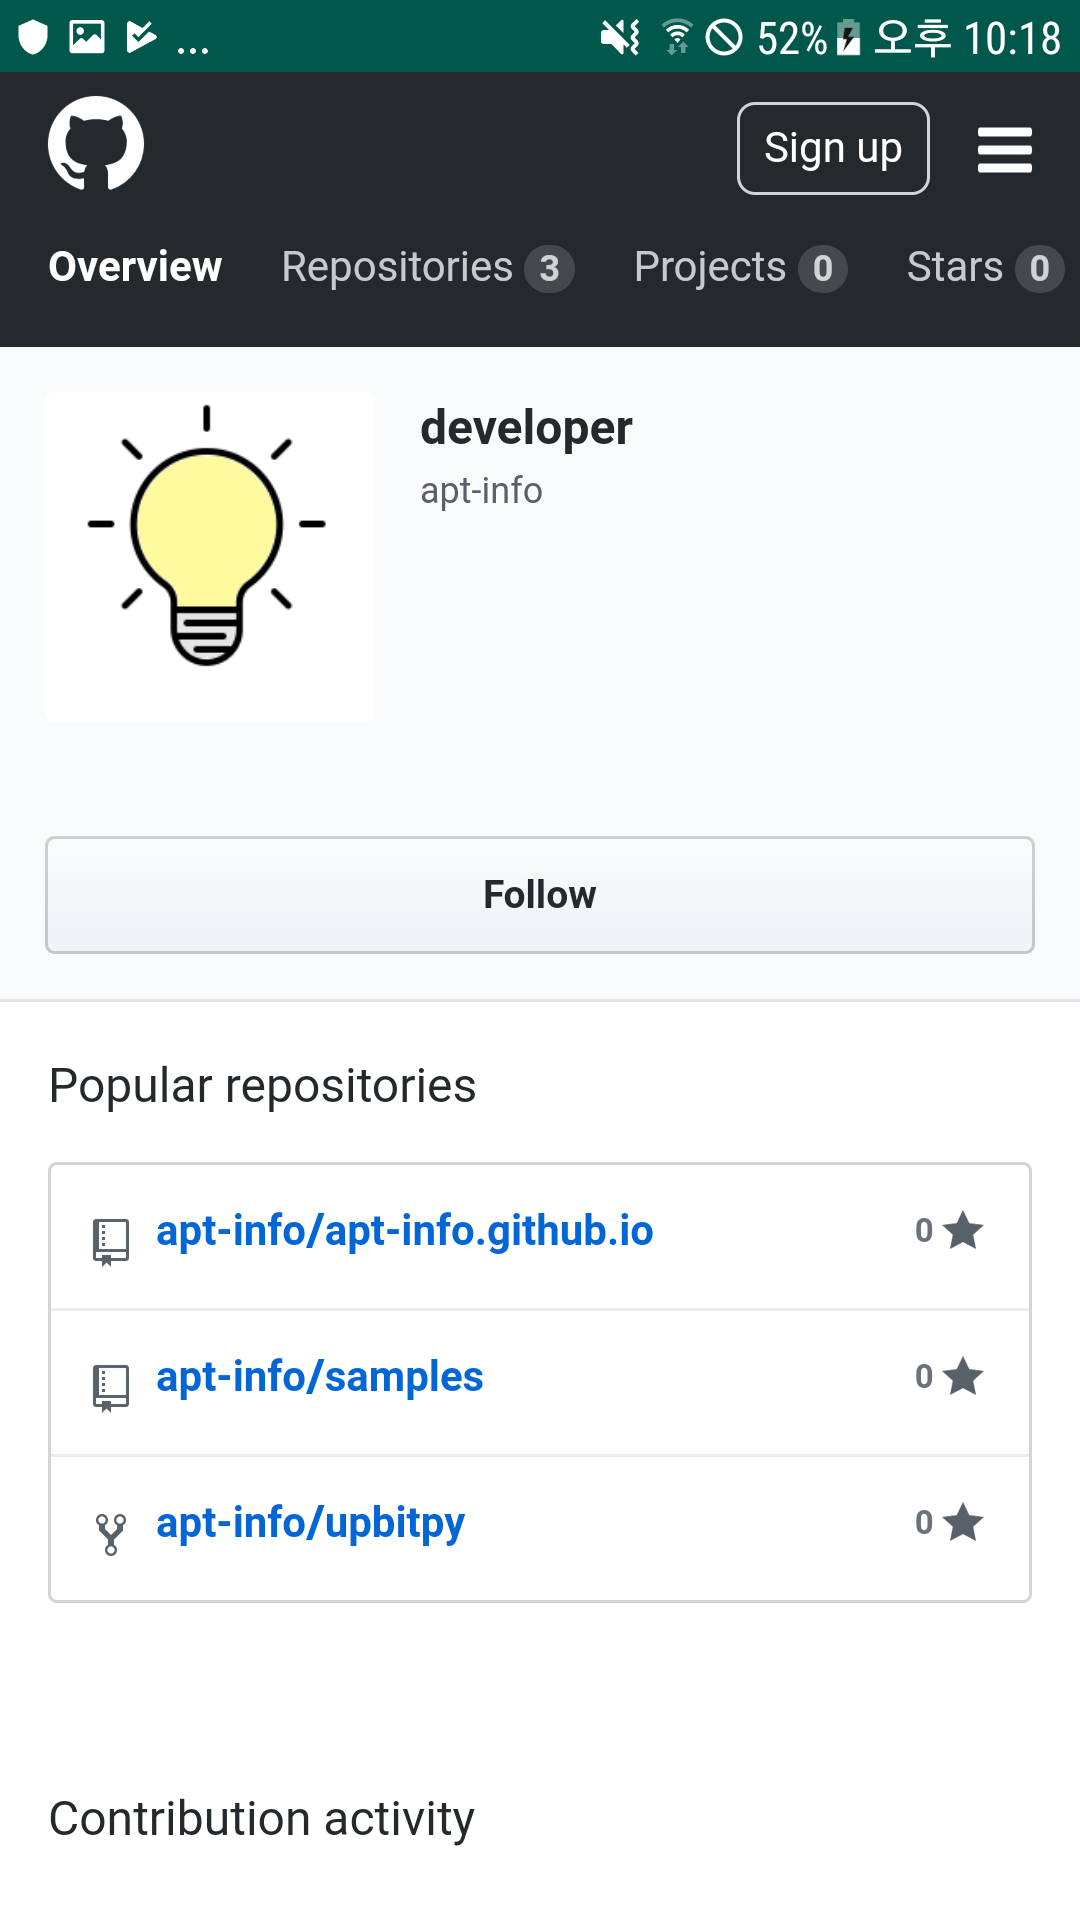 ... 52% 오후 10:18
Sign up
Overview Repositories 3 Projects 0 Stars 0
developer
apt-info
Follow
Popular repositories
apt-info/apt-info.github.io 0
apt-info/samples 0
apt-info/upbitpy 0
Contribution activity